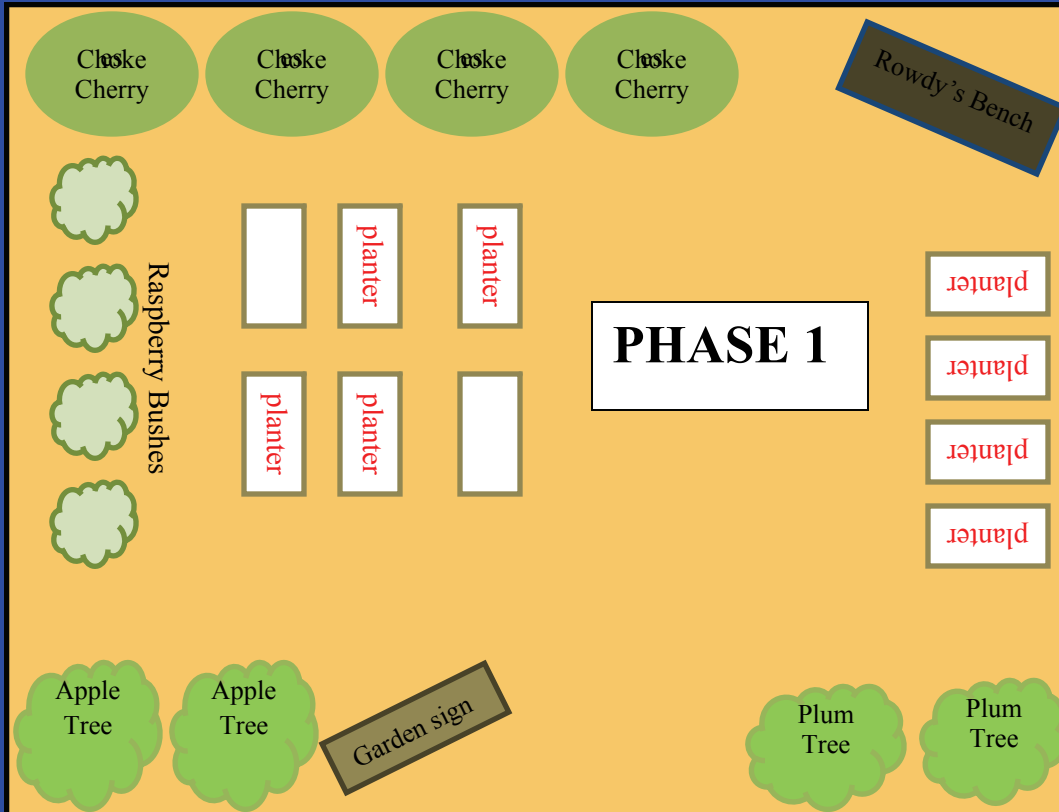 Choke
Cherry
Choke
Cherry
Choke
Cherry
Choke
Cherry
Rowdy's Bench
Raspberry Bushes
planter
planter
planter
planter
PHASE 1
planter
planter
planter
planter
Apple
Tree
Apple
Tree
Garden sign
Plum
Tree
Plum
Tree